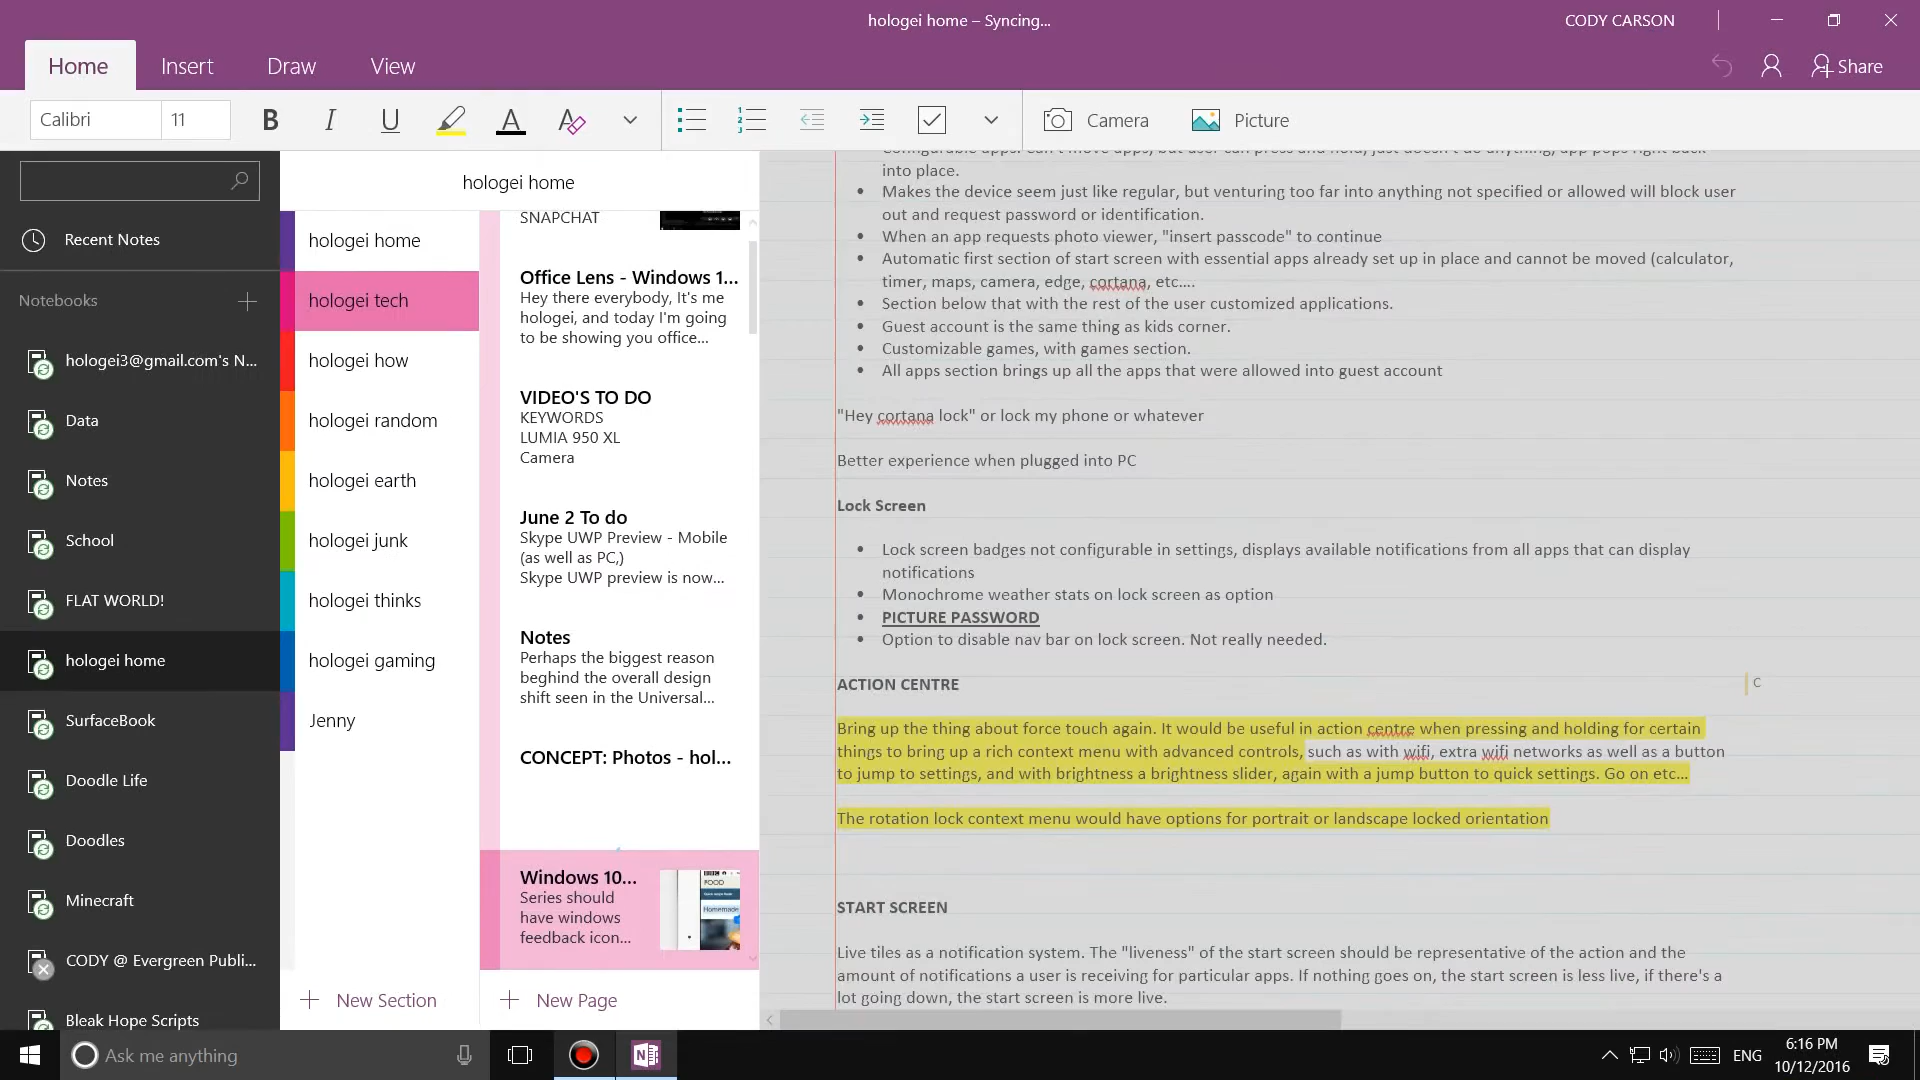 hologei home – Syncing...
CODY CARSON
Home
Insert
Draw
View
Share
Calibri
11
B
I
U
A
A
Camera
Picture
Recent Notes
Notebooks
hologei3@gmail.com's N...
Data
Notes
School
FLAT WORLD!
hologei home
SurfaceBook
Doodle Life
Doodles
Minecraft
CODY @ Evergreen Publi...
Bleak Hope Scripts
hologei home
hologei home
hologei tech
hologei how
hologei random
hologei earth
hologei junk
hologei thinks
hologei gaming
Jenny
New Section
SNAPCHAT
Office Lens - Windows 1...
Hey there everybody, It's me
hologei, and today I'm going
to be showing you office...
VIDEO'S TO DO
KEYWORDS
LUMIA 950 XL
Camera
June 2 To do
Skype UWP Preview - Mobile
(as well as PC,)
Skype UWP preview is now...
Notes
Perhaps the biggest reason
beghind the overall design
shift seen in the Universal...
CONCEPT: Photos - hol...
Windows 10...
Series should
have windows
feedback icon...
FOOD
Homemade
New Page
Configurable apps. Can't move apps, but user can press and hold, just doesn't do anything, app pops right back
into place.
• Makes the device seem just like regular, but venturing too far into anything not specified or allowed will block user
out and request password or identification.
• When an app requests photo viewer, "insert passcode" to continue
• Automatic first section of start screen with essential apps already set up in place and cannot be moved (calculator,
timer, maps, camera, edge, cortana, etc....
• Section below that with the rest of the user customized applications.
• Guest account is the same thing as kids corner.
• Customizable games, with games section.
• All apps section brings up all the apps that were allowed into guest account
"Hey cortana lock" or lock my phone or whatever
Better experience when plugged into PC
Lock Screen
• Lock screen badges not configurable in settings, displays available notifications from all apps that can display
notifications
• Monochrome weather stats on lock screen as option
• PICTURE PASSWORD
• Option to disable nav bar on lock screen. Not really needed.
ACTION CENTRE
C
Bring up the thing about force touch again. It would be useful in action centre when pressing and holding for certain
things to bring up a rich context menu with advanced controls, such as with wifi, extra wifi networks as well as a button
to jump to settings, and with brightness a brightness slider, again with a jump button to quick settings. Go on etc...
The rotation lock context menu would have options for portrait or landscape locked orientation
START SCREEN
Live tiles as a notification system. The "liveness" of the start screen should be representative of the action and the
amount of notifications a user is receiving for particular apps. If nothing goes on, the start screen is less live, if there's a
lot going down, the start screen is more live.
Ask me anything
ENG
6:16 PM
10/12/2016